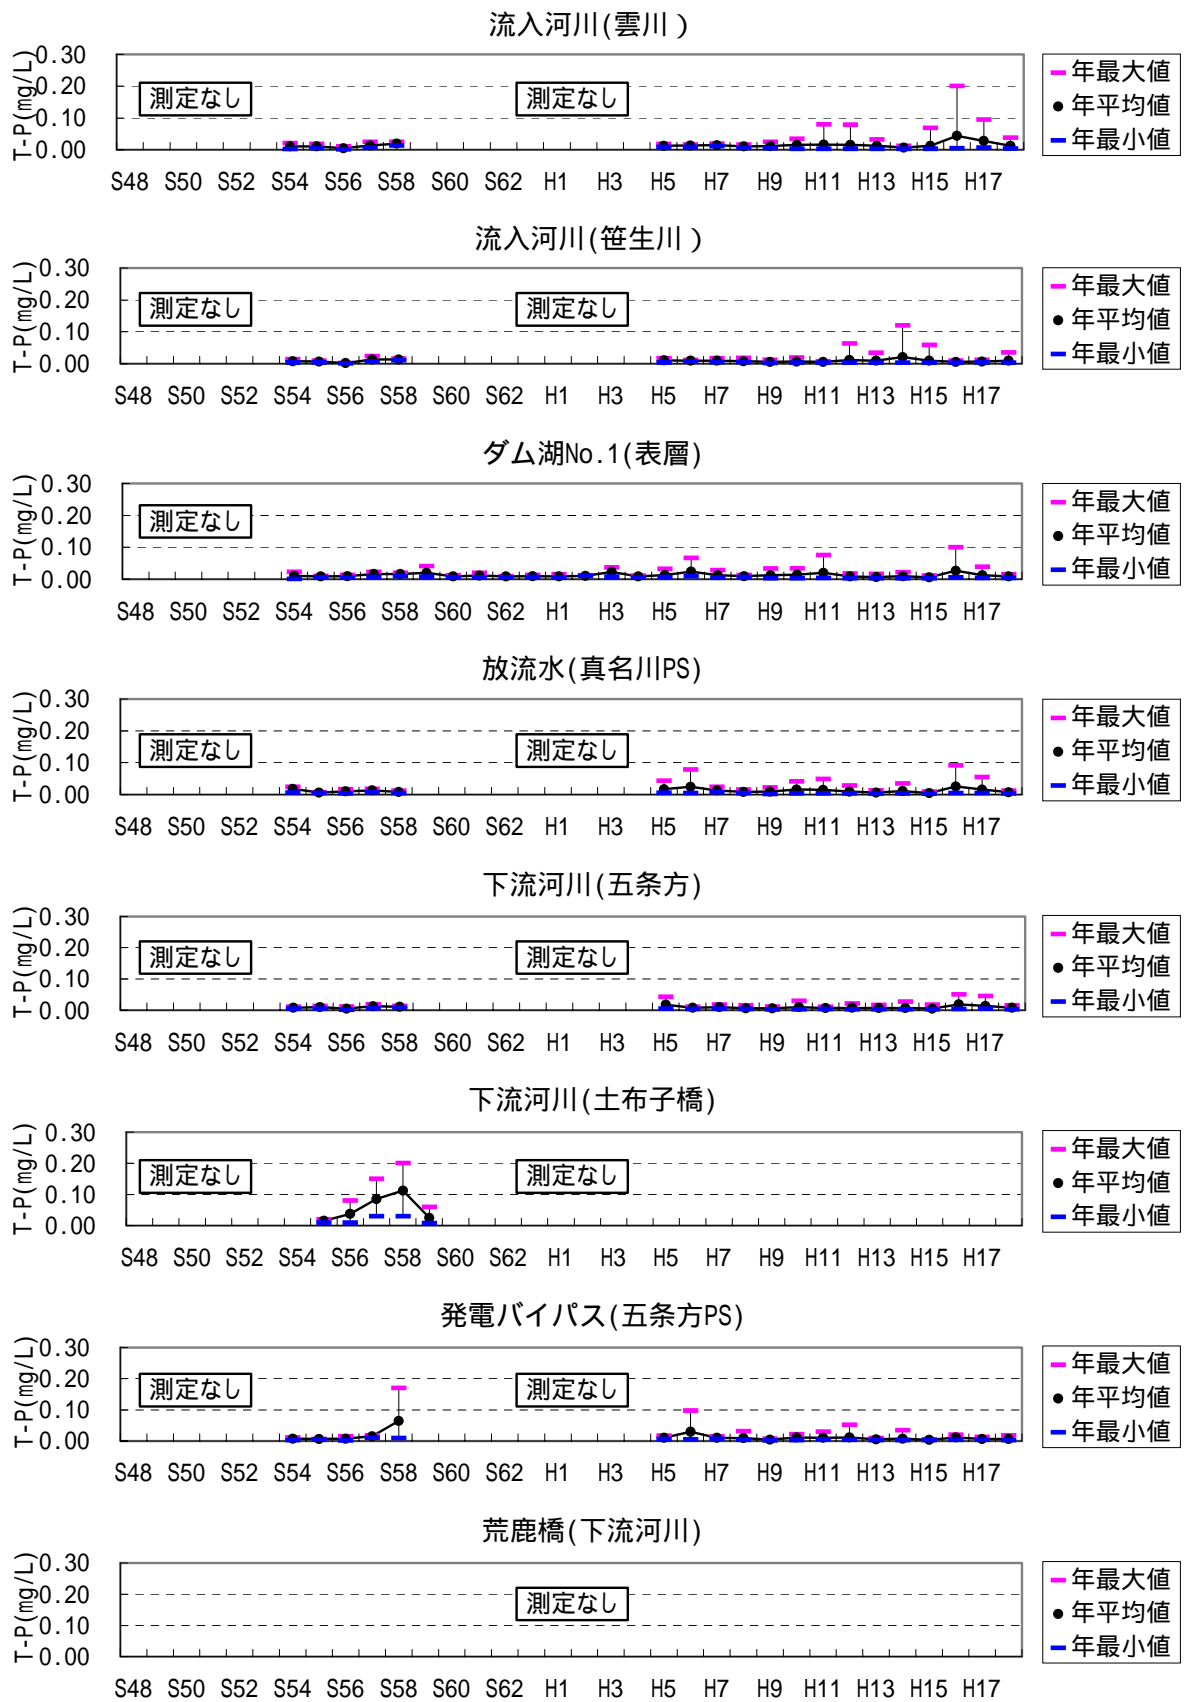 流入河川(雲川)
T-P(mg/L)
0.30
0.20
0.10
0.00
測定なし 測定なし
年最大値
年平均値
年最小値
S48 S50 S52 S54 S56 S58 S60 S62 H1 H3 H5 H7 H9 H11 H13 H15 H17
流入河川(笹生川)
T-P(mg/L)
0.30
0.20
0.10
0.00
測定なし 測定なし
年最大値
年平均値
年最小値
S48 S50 S52 S54 S56 S58 S60 S62 H1 H3 H5 H7 H9 H11 H13 H15 H17
ダム湖No.1(表層)
T-P(mg/L)
0.30
0.20
0.10
0.00
測定なし
年最大値
年平均値
年最小値
S48 S50 S52 S54 S56 S58 S60 S62 H1 H3 H5 H7 H9 H11 H13 H15 H17
放流水(真名川PS)
T-P(mg/L)
0.30
0.20
0.10
0.00
測定なし 測定なし
年最大値
年平均値
年最小値
S48 S50 S52 S54 S56 S58 S60 S62 H1 H3 H5 H7 H9 H11 H13 H15 H17
下流河川(五条方)
T-P(mg/L)
0.30
0.20
0.10
0.00
測定なし 測定なし
年最大値
年平均値
年最小値
S48 S50 S52 S54 S56 S58 S60 S62 H1 H3 H5 H7 H9 H11 H13 H15 H17
下流河川(土布子橋)
T-P(mg/L)
0.30
0.20
0.10
0.00
測定なし 測定なし
年最大値
年平均値
年最小値
S48 S50 S52 S54 S56 S58 S60 S62 H1 H3 H5 H7 H9 H11 H13 H15 H17
発電バイパス(五条方PS)
T-P(mg/L)
0.30
0.20
0.10
0.00
測定なし 測定なし
年最大値
年平均値
年最小値
S48 S50 S52 S54 S56 S58 S60 S62 H1 H3 H5 H7 H9 H11 H13 H15 H17
荒鹿橋(下流河川)
T-P(mg/L)
0.30
0.20
0.10
0.00
測定なし
年最大値
年平均値
年最小値
S48 S50 S52 S54 S56 S58 S60 S62 H1 H3 H5 H7 H9 H11 H13 H15 H17